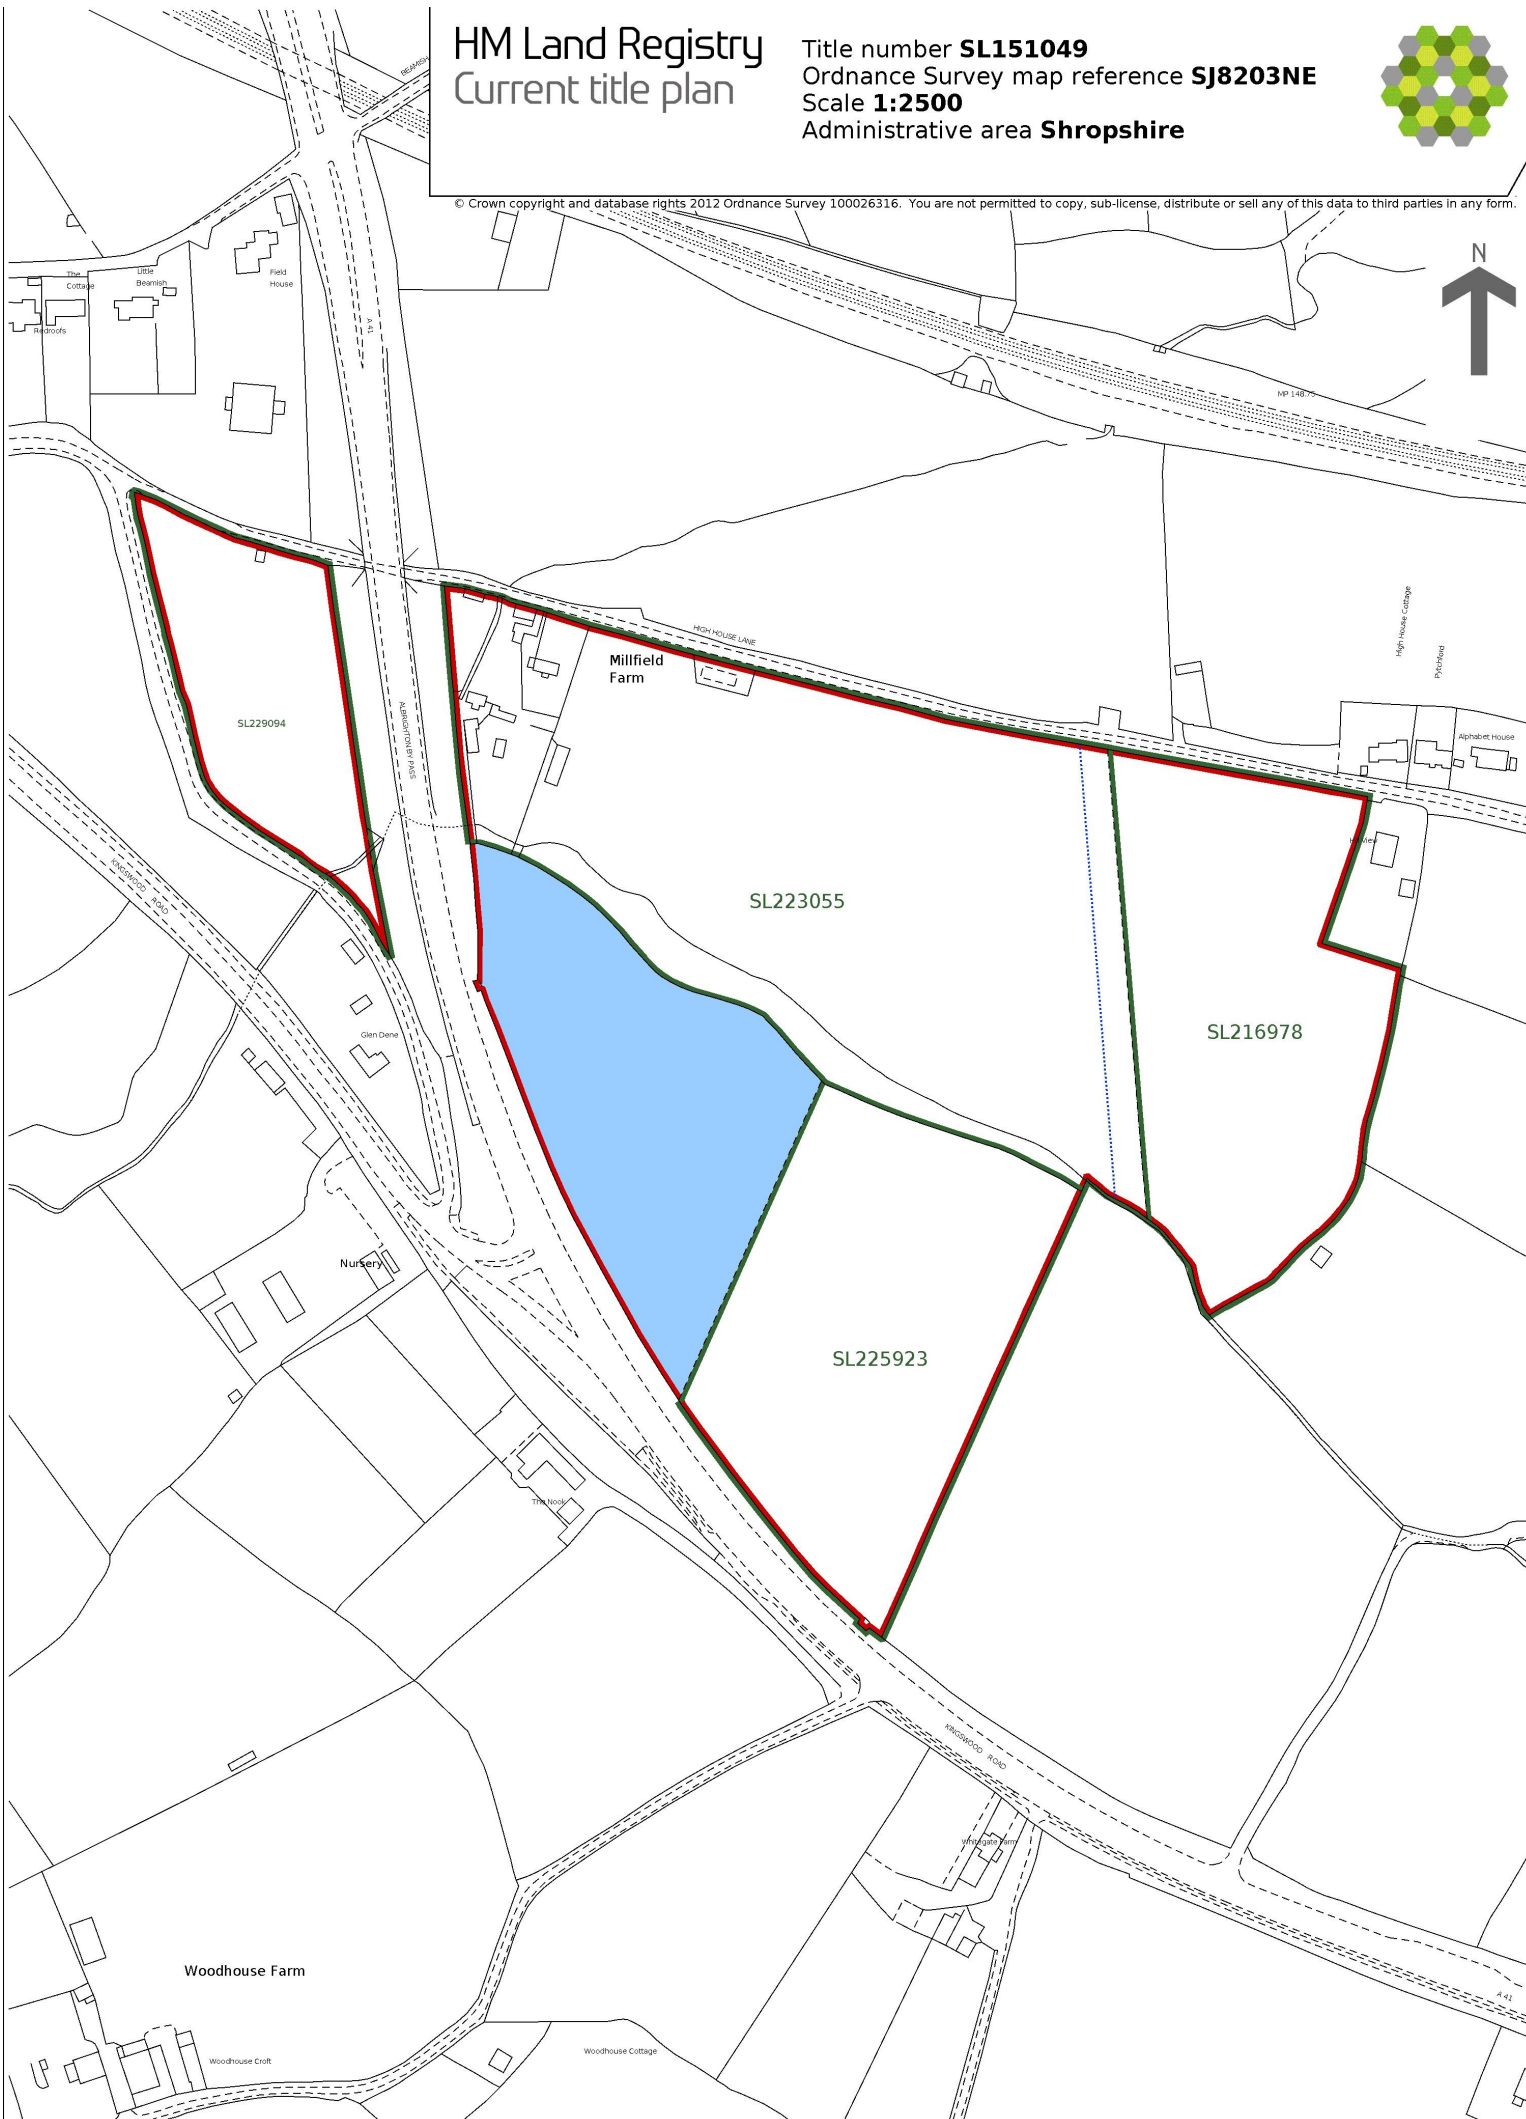 HM Land Registry
Current title plan
Title number SL151049
Ordnance Survey map reference SJ8203NE
Scale 1:2500
Administrative area Shropshire
© Crown copyright and database rights 2012 Ordnance Survey 100026316. You are not permitted to copy, sub-license, distribute or sell any of this data to third parties in any form.
N
The
Cottage
Little
Beamish
Field
House
Redroofs
A 41
MP 148.75
HIGH HOUSE LANE
High House Cottage
Pytchford
Millfield
Farm
SL229094
ALBRIGHTON BY PASS
Alphabet House
KINGSWOOD ROAD
SL223055
Glen Dene
SL216978
Nursery
SL225923
The Nook
KINGSWOOD ROAD
Whitegate Farm
Woodhouse Farm
A 41
Woodhouse Croft
Woodhouse Cottage